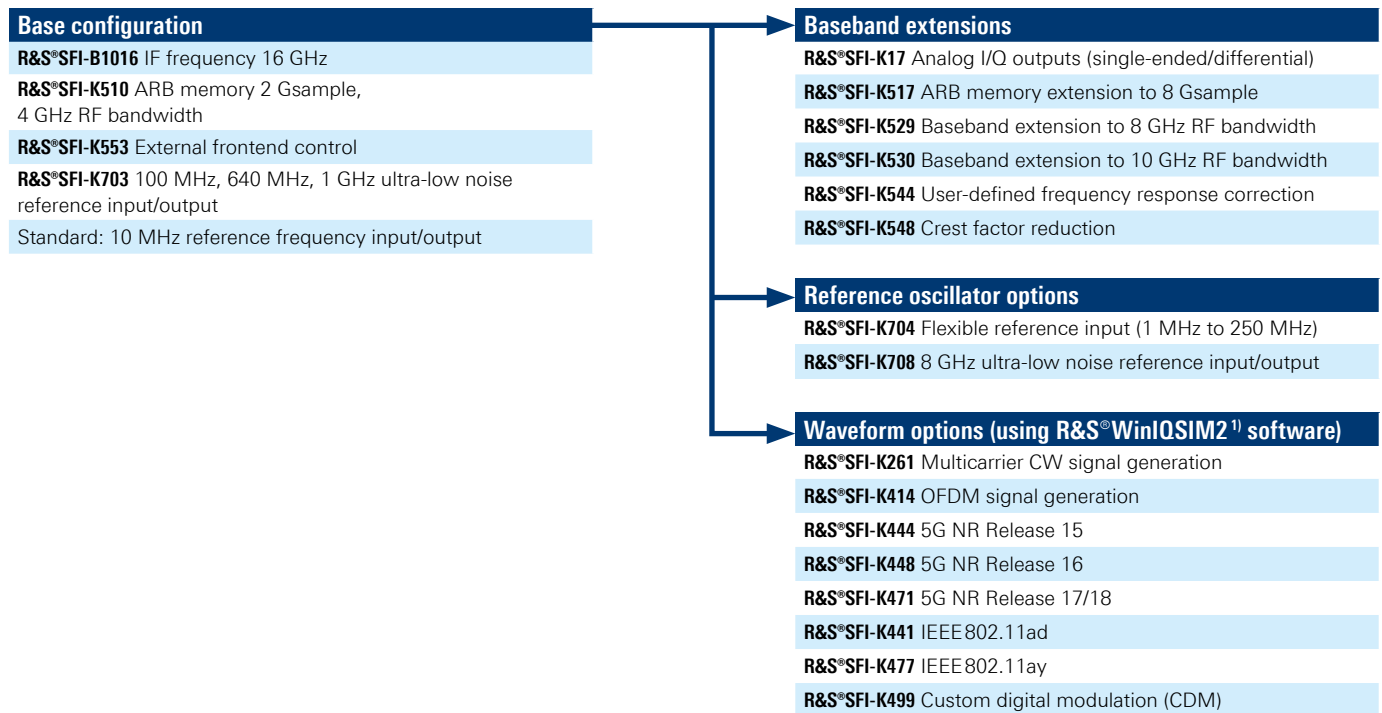 Base configuration
R&S®SFI-B1016 IF frequency 16 GHz
R&S®SFI-K510 ARB memory 2 Gsample,
4 GHz RF bandwidth
R&S®SFI-K553 External frontend control
R&S®SFI-K703 100 MHz, 640 MHz, 1 GHz ultra-low noise
reference input/output
Standard: 10 MHz reference frequency input/output
Baseband extensions
R&S®SFI-K17 Analog I/Q outputs (single-ended/differential)
R&S®SFI-K517 ARB memory extension to 8 Gsample
R&S®SFI-K529 Baseband extension to 8 GHz RF bandwidth
R&S®SFI-K530 Baseband extension to 10 GHz RF bandwidth
R&S®SFI-K544 User-defined frequency response correction
R&S®SFI-K548 Crest factor reduction
Reference oscillator options
R&S®SFI-K704 Flexible reference input (1 MHz to 250 MHz)
R&S®SFI-K708 8 GHz ultra-low noise reference input/output
Waveform options (using R&S®WinIQSIM2 1) software)
R&S®SFI-K261 Multicarrier CW signal generation
R&S®SFI-K414 OFDM signal generation
R&S®SFI-K444 5G NR Release 15
R&S®SFI-K448 5G NR Release 16
R&S®SFI-K471 5G NR Release 17/18
R&S®SFI-K441 IEEE 802.11ad
R&S®SFI-K477 IEEE 802.11ay
R&S®SFI-K499 Custom digital modulation (CDM)